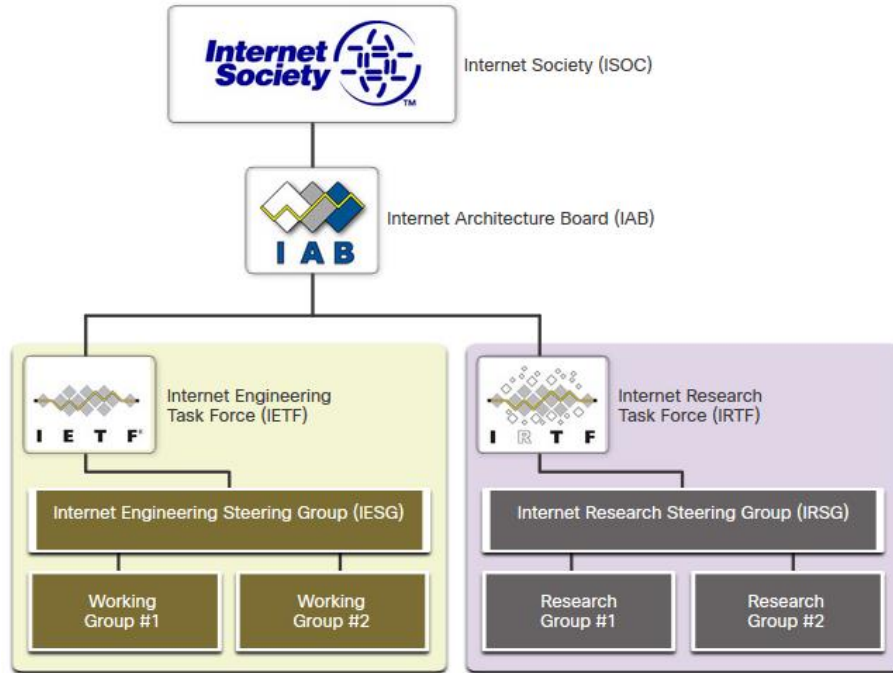 Internet
Society
TM
Internet Society (ISOC)
IAB
Internet Architecture Board (IAB)
IETF®
Internet Engineering
Task Force (IETF)
IRTF
Internet Research
Task Force (IRTF)
Internet Engineering Steering Group (IESG)
Internet Research Steering Group (IRSG)
Working
Group #1
Working
Group #2
Research
Group #1
Research
Group #2